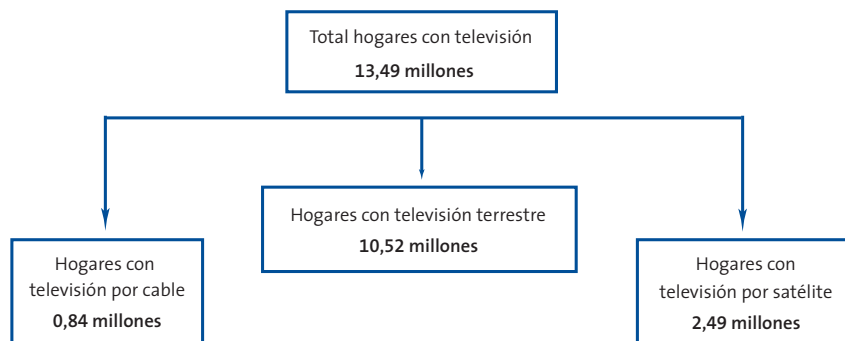 Total hogares con televisión
13,49 millones
Hogares con televisión terrestre
10,52 millones
Hogares con
televisión por cable
0,84 millones
Hogares con
televisión por satélite
2,49 millones